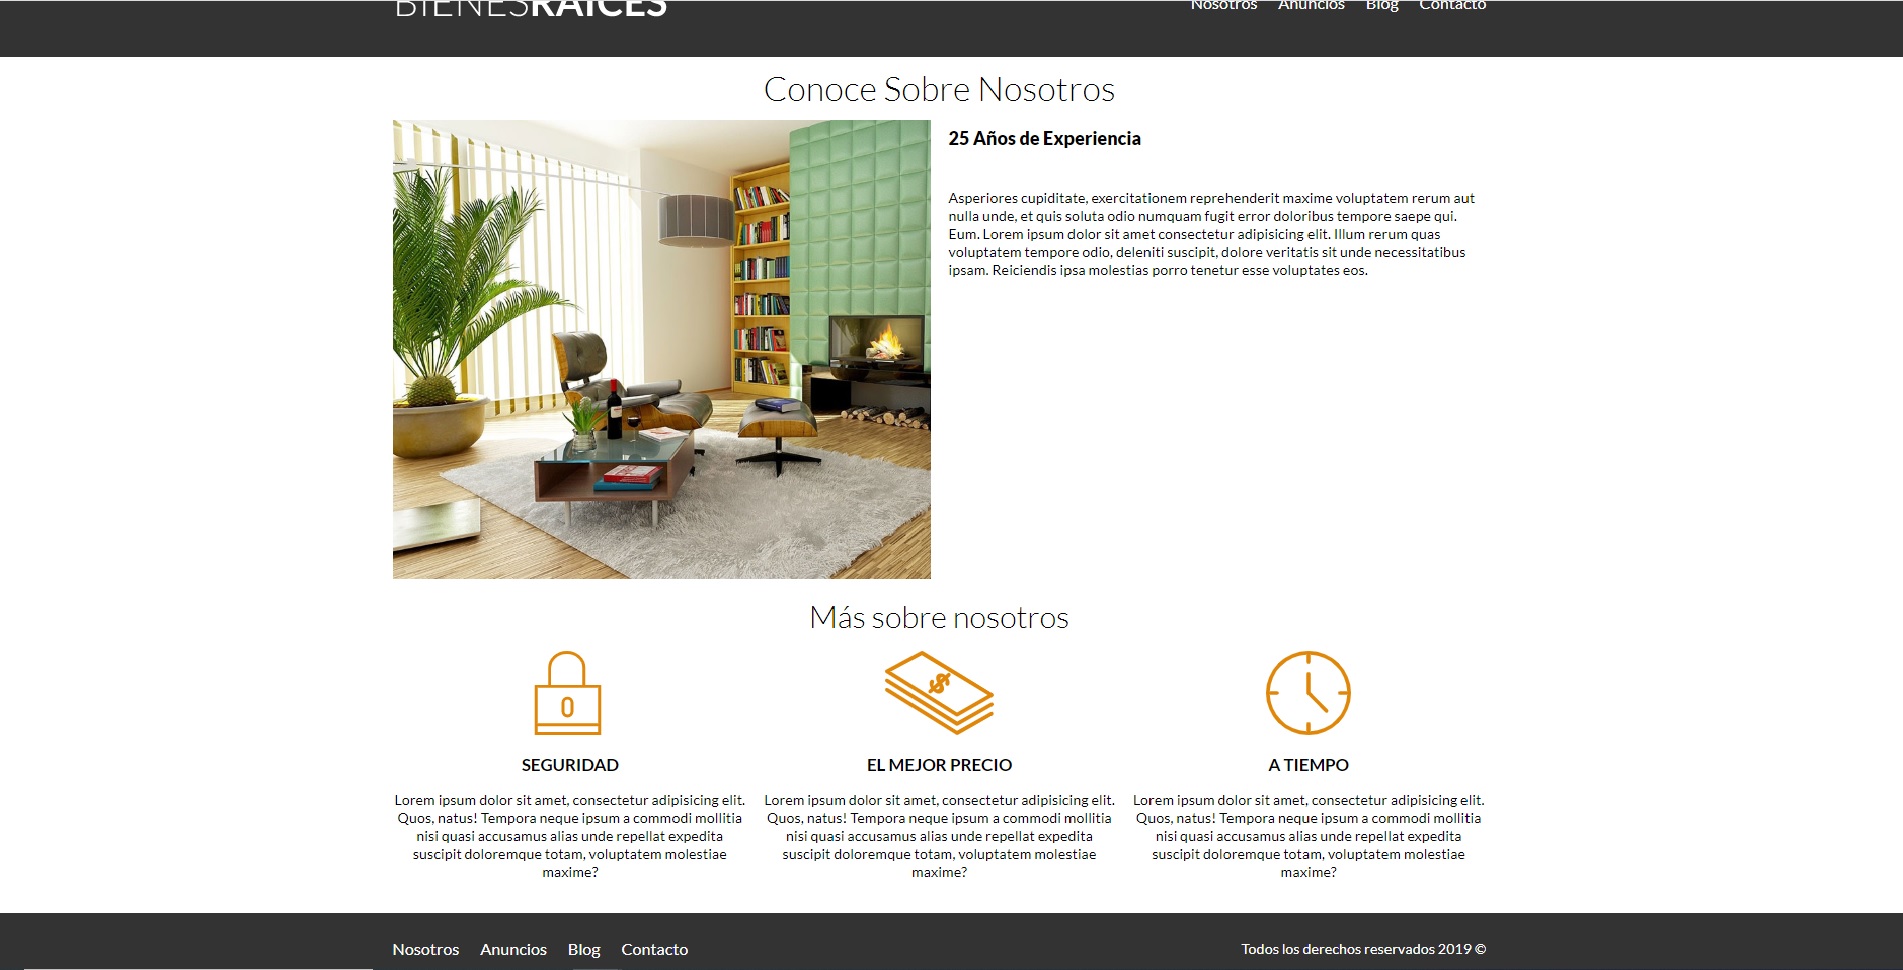 BIENESRAICES
Nosotros Anuncios Blog Contacto
Conoce Sobre Nosotros
25 Años de Experiencia
Asperiores cupiditate, exercitationem reprehenderit maxime voluptatem rerum aut
nulla unde, et quis soluta odio numquam fugit error doloribus tempore saepe qui.
Eum. Lorem ipsum dolor sit amet consectetur adipisicing elit. Illum rerum quas
voluptatem tempore odio, deleniti suscipit, dolore veritatis sit unde necessitatibus
ipsam. Reiciendis ipsa molestias porro tenetur esse voluptates eos.
Más sobre nosotros
0
$
SEGURIDAD
Lorem ipsum dolor sit amet, consectetur adipisicing elit.
Quos, natus! Tempora neque ipsum a commodi mollitia
nisi quasi accusamus alias unde repellat expedita
suscipit doloremque totam, voluptatem molestiae
maxime?
EL MEJOR PRECIO
Lorem ipsum dolor sit amet, consectetur adipisicing elit.
Quos, natus! Tempora neque ipsum a commodi mollitia
nisi quasi accusamus alias unde repellat expedita
suscipit doloremque totam, voluptatem molestiae
maxime?
A TIEMPO
Lorem ipsum dolor sit amet, consectetur adipisicing elit.
Quos, natus! Tempora neque ipsum a commodi mollitia
nisi quasi accusamus alias unde repellat expedita
suscipit doloremque totam, voluptatem molestiae
maxime?
Nosotros Anuncios Blog Contacto
Todos los derechos reservados 2019 ©